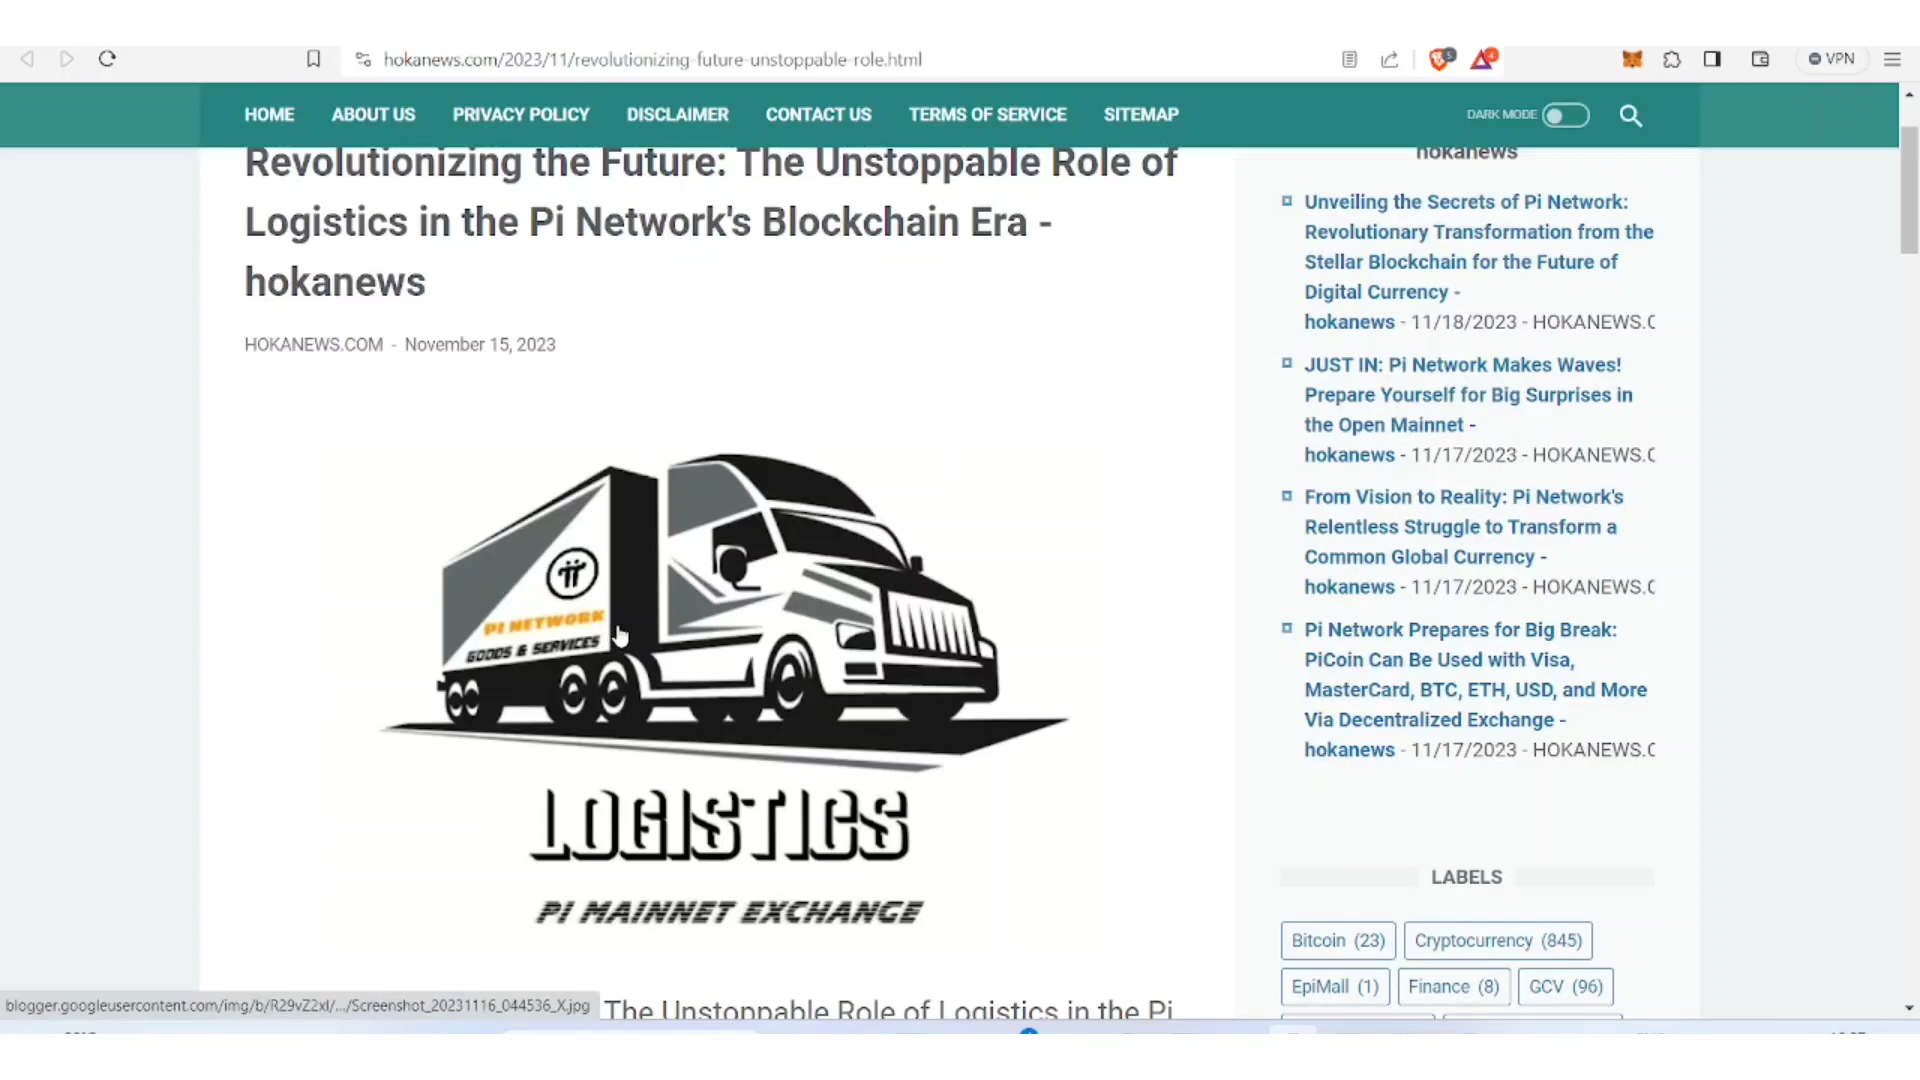 hokanews.com/2023/11/revolutionizing-future-unstoppable-role.html
VPN
HOME ABOUT US PRIVACY POLICY DISCLAIMER CONTACT US TERMS OF SERVICE SITEMAP
DARK MODE
Revolutionizing the Future: The Unstoppable Role of
Logistics in the Pi Network's Blockchain Era -
hokanews
HOKANEWS.COM - November 15, 2023
PI NETWORK
GOODS & SERVICES
LOGISTICS
PI MAINNET EXCHANGE
The Unstoppable Role of Logistics in the Pi
blogger.googleusercontent.com/img/b/R29vZ2xl/.../Screenshot_20231116_044536_X.jpg
hokanews
Unveiling the Secrets of Pi Network:
Revolutionary Transformation from the
Stellar Blockchain for the Future of
Digital Currency -
hokanews - 11/18/2023 - HOKANEWS.C
JUST IN: Pi Network Makes Waves!
Prepare Yourself for Big Surprises in
the Open Mainnet -
hokanews - 11/17/2023 - HOKANEWS.C
From Vision to Reality: Pi Network's
Relentless Struggle to Transform a
Common Global Currency -
hokanews - 11/17/2023 - HOKANEWS.C
Pi Network Prepares for Big Break:
PiCoin Can Be Used with Visa,
MasterCard, BTC, ETH, USD, and More
Via Decentralized Exchange -
hokanews - 11/17/2023 - HOKANEWS.C
LABELS
Bitcoin (23) Cryptocurrency (845)
EpiMall (1) Finance (8) GCV (96)